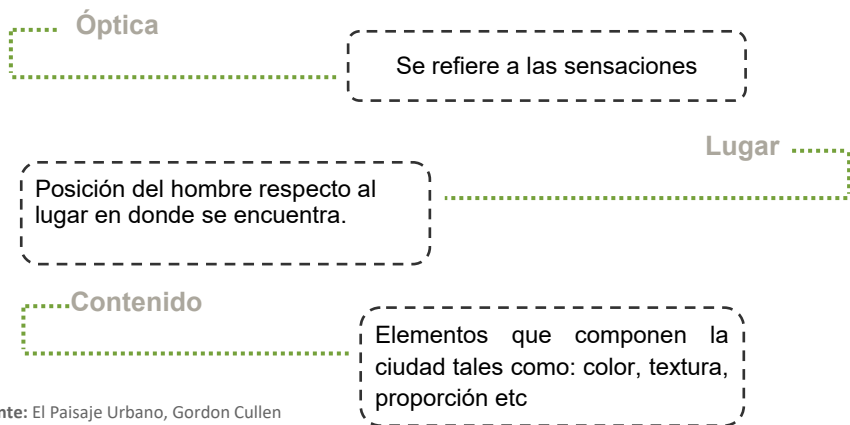 Óptica
Se refiere a las sensaciones
Lugar
Posición del hombre respecto al
lugar en donde se encuentra.
Contenido
Elementos que componen la
ciudad tales como: color, textura,
proporción etc
nte: El Paisaje Urbano, Gordon Cullen